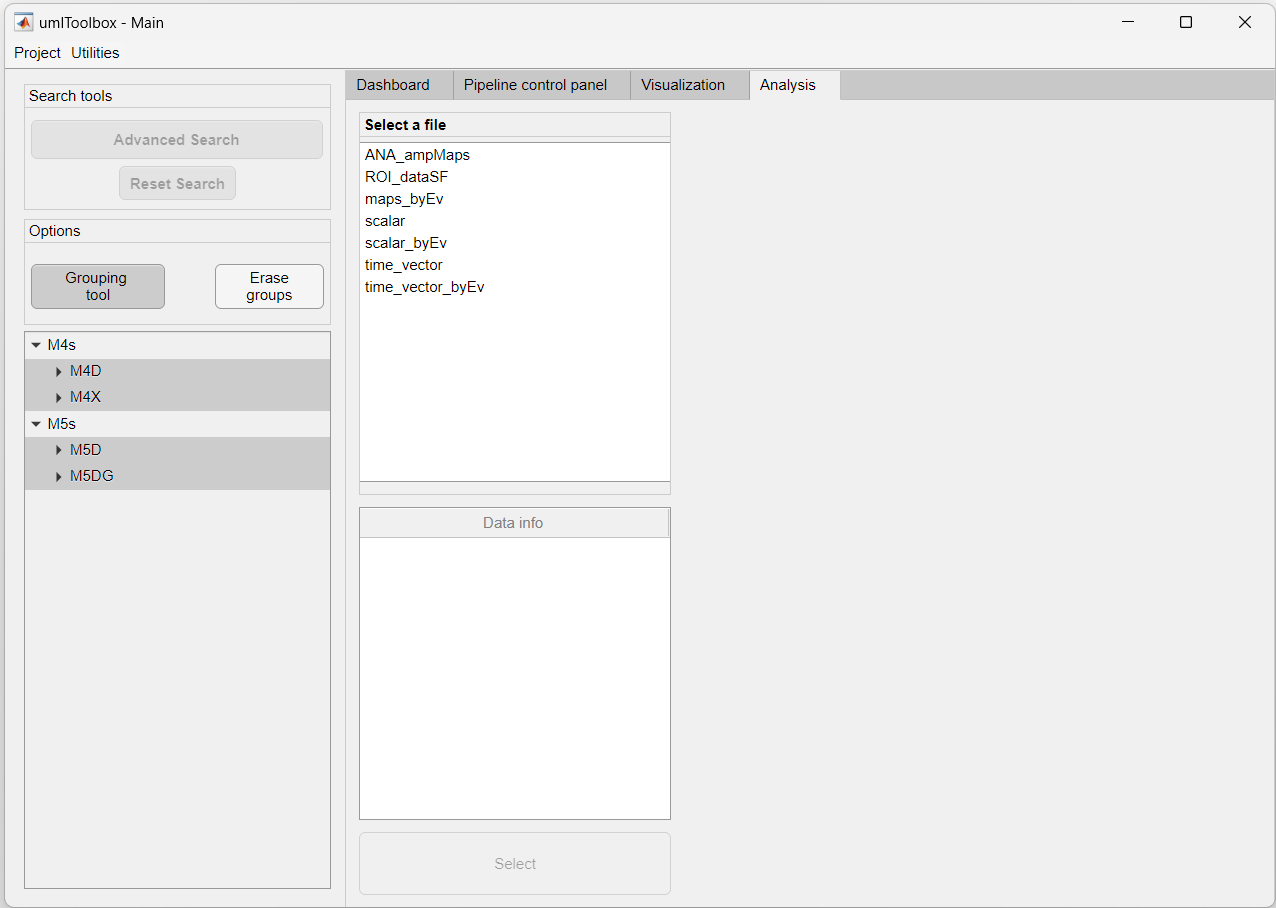 umIToolbox - Main
Project Utilities
Search tools
Advanced Search
Reset Search
Options
Grouping
tool
Erase
groups
M4s
M4D
M4X
M5s
M5D
M5DG
Dashboard
Pipeline control panel
Visualization
Analysis
Select a file
ANA_ampMaps
ROI_dataSF
maps_byEv
scalar
scalar_byEv
time_vector
time_vector_byEv
Data info
Select